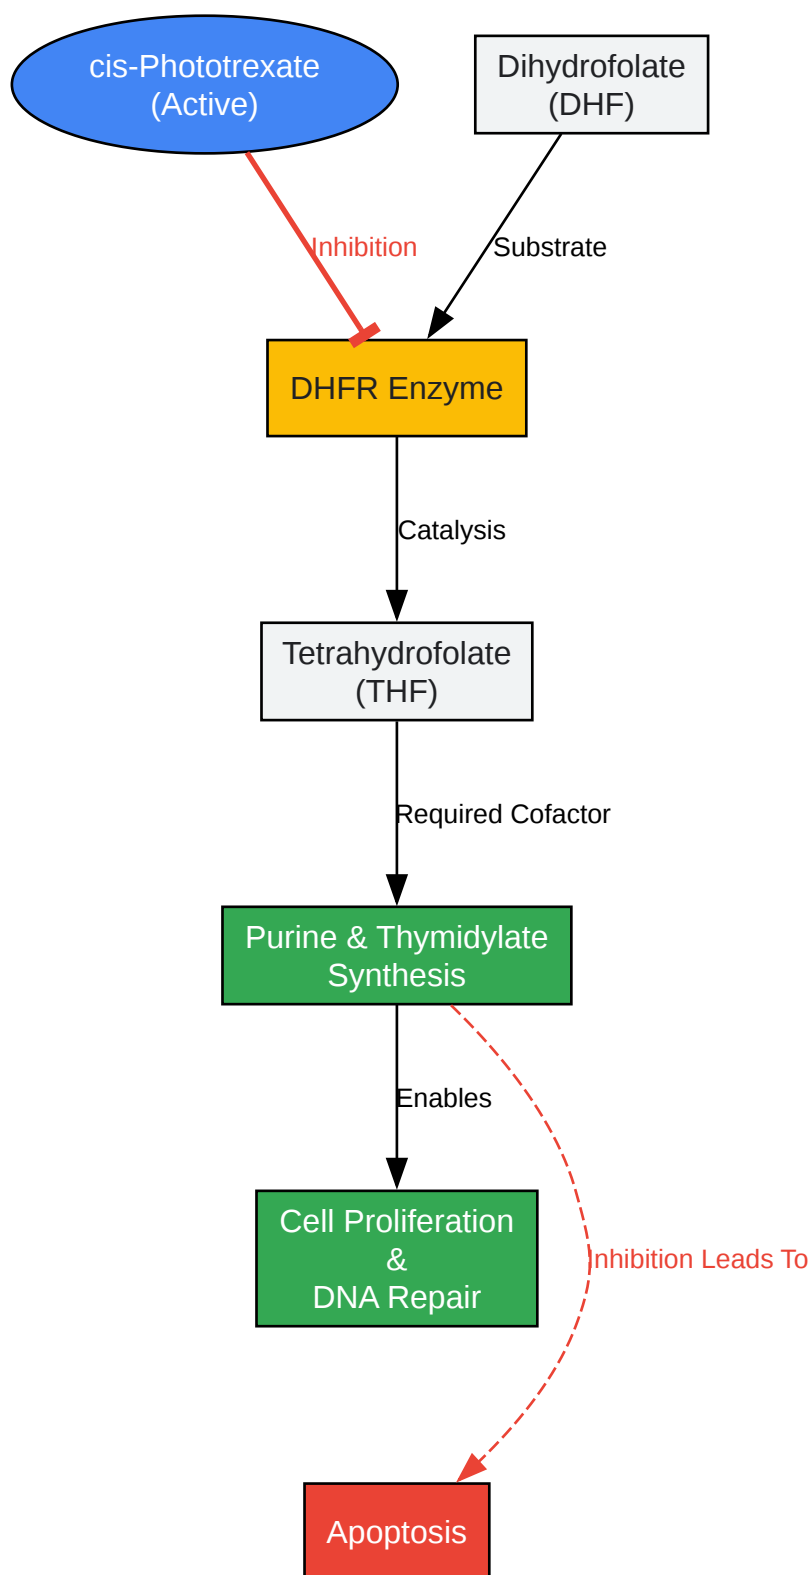 cis-Phototrexate
(Active)
Dihydrofolate
(DHF)
Inhibition
Substrate
DHFR Enzyme
Catalysis
Tetrahydrofolate
(THF)
Required Cofactor
Purine & Thymidylate
Synthesis
Enables
Cell Proliferation
&
DNA Repair
Inhibition Leads To
Apoptosis